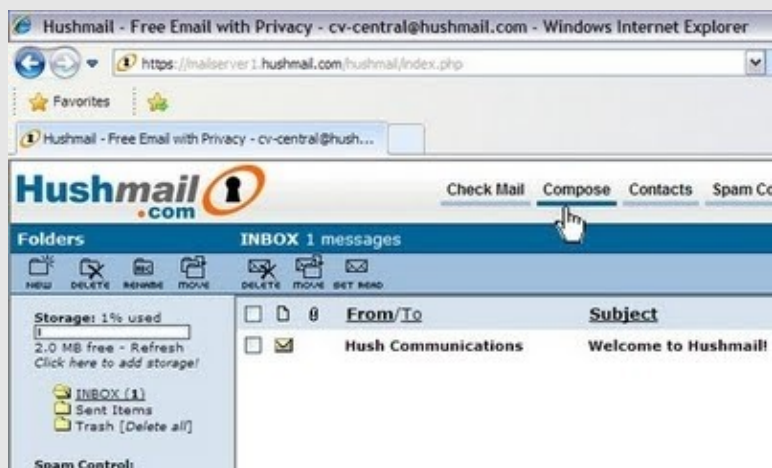 Hushmail - Free Email with Privacy - cv-central@hushmail.com - Windows Internet Explorer
https://mailserver1.hushmail.com/hushmail/index.php
Favorites
Hushmail - Free Email with Privacy - cv-central@hush...
Hushmail
.com
Check Mail Compose Contacts Spam Co
Folders INBOX 1 messages
NEW DELETE RENAME MOVE DELETE MOVE SET READ
Storage: 1% used
From/To Subject
2.0 MB free - Refresh
Hush Communications Welcome to Hushmail!
Click here to add storage!
INBOX (1)
Sent Items
Trash [Delete all]
Spam Control: